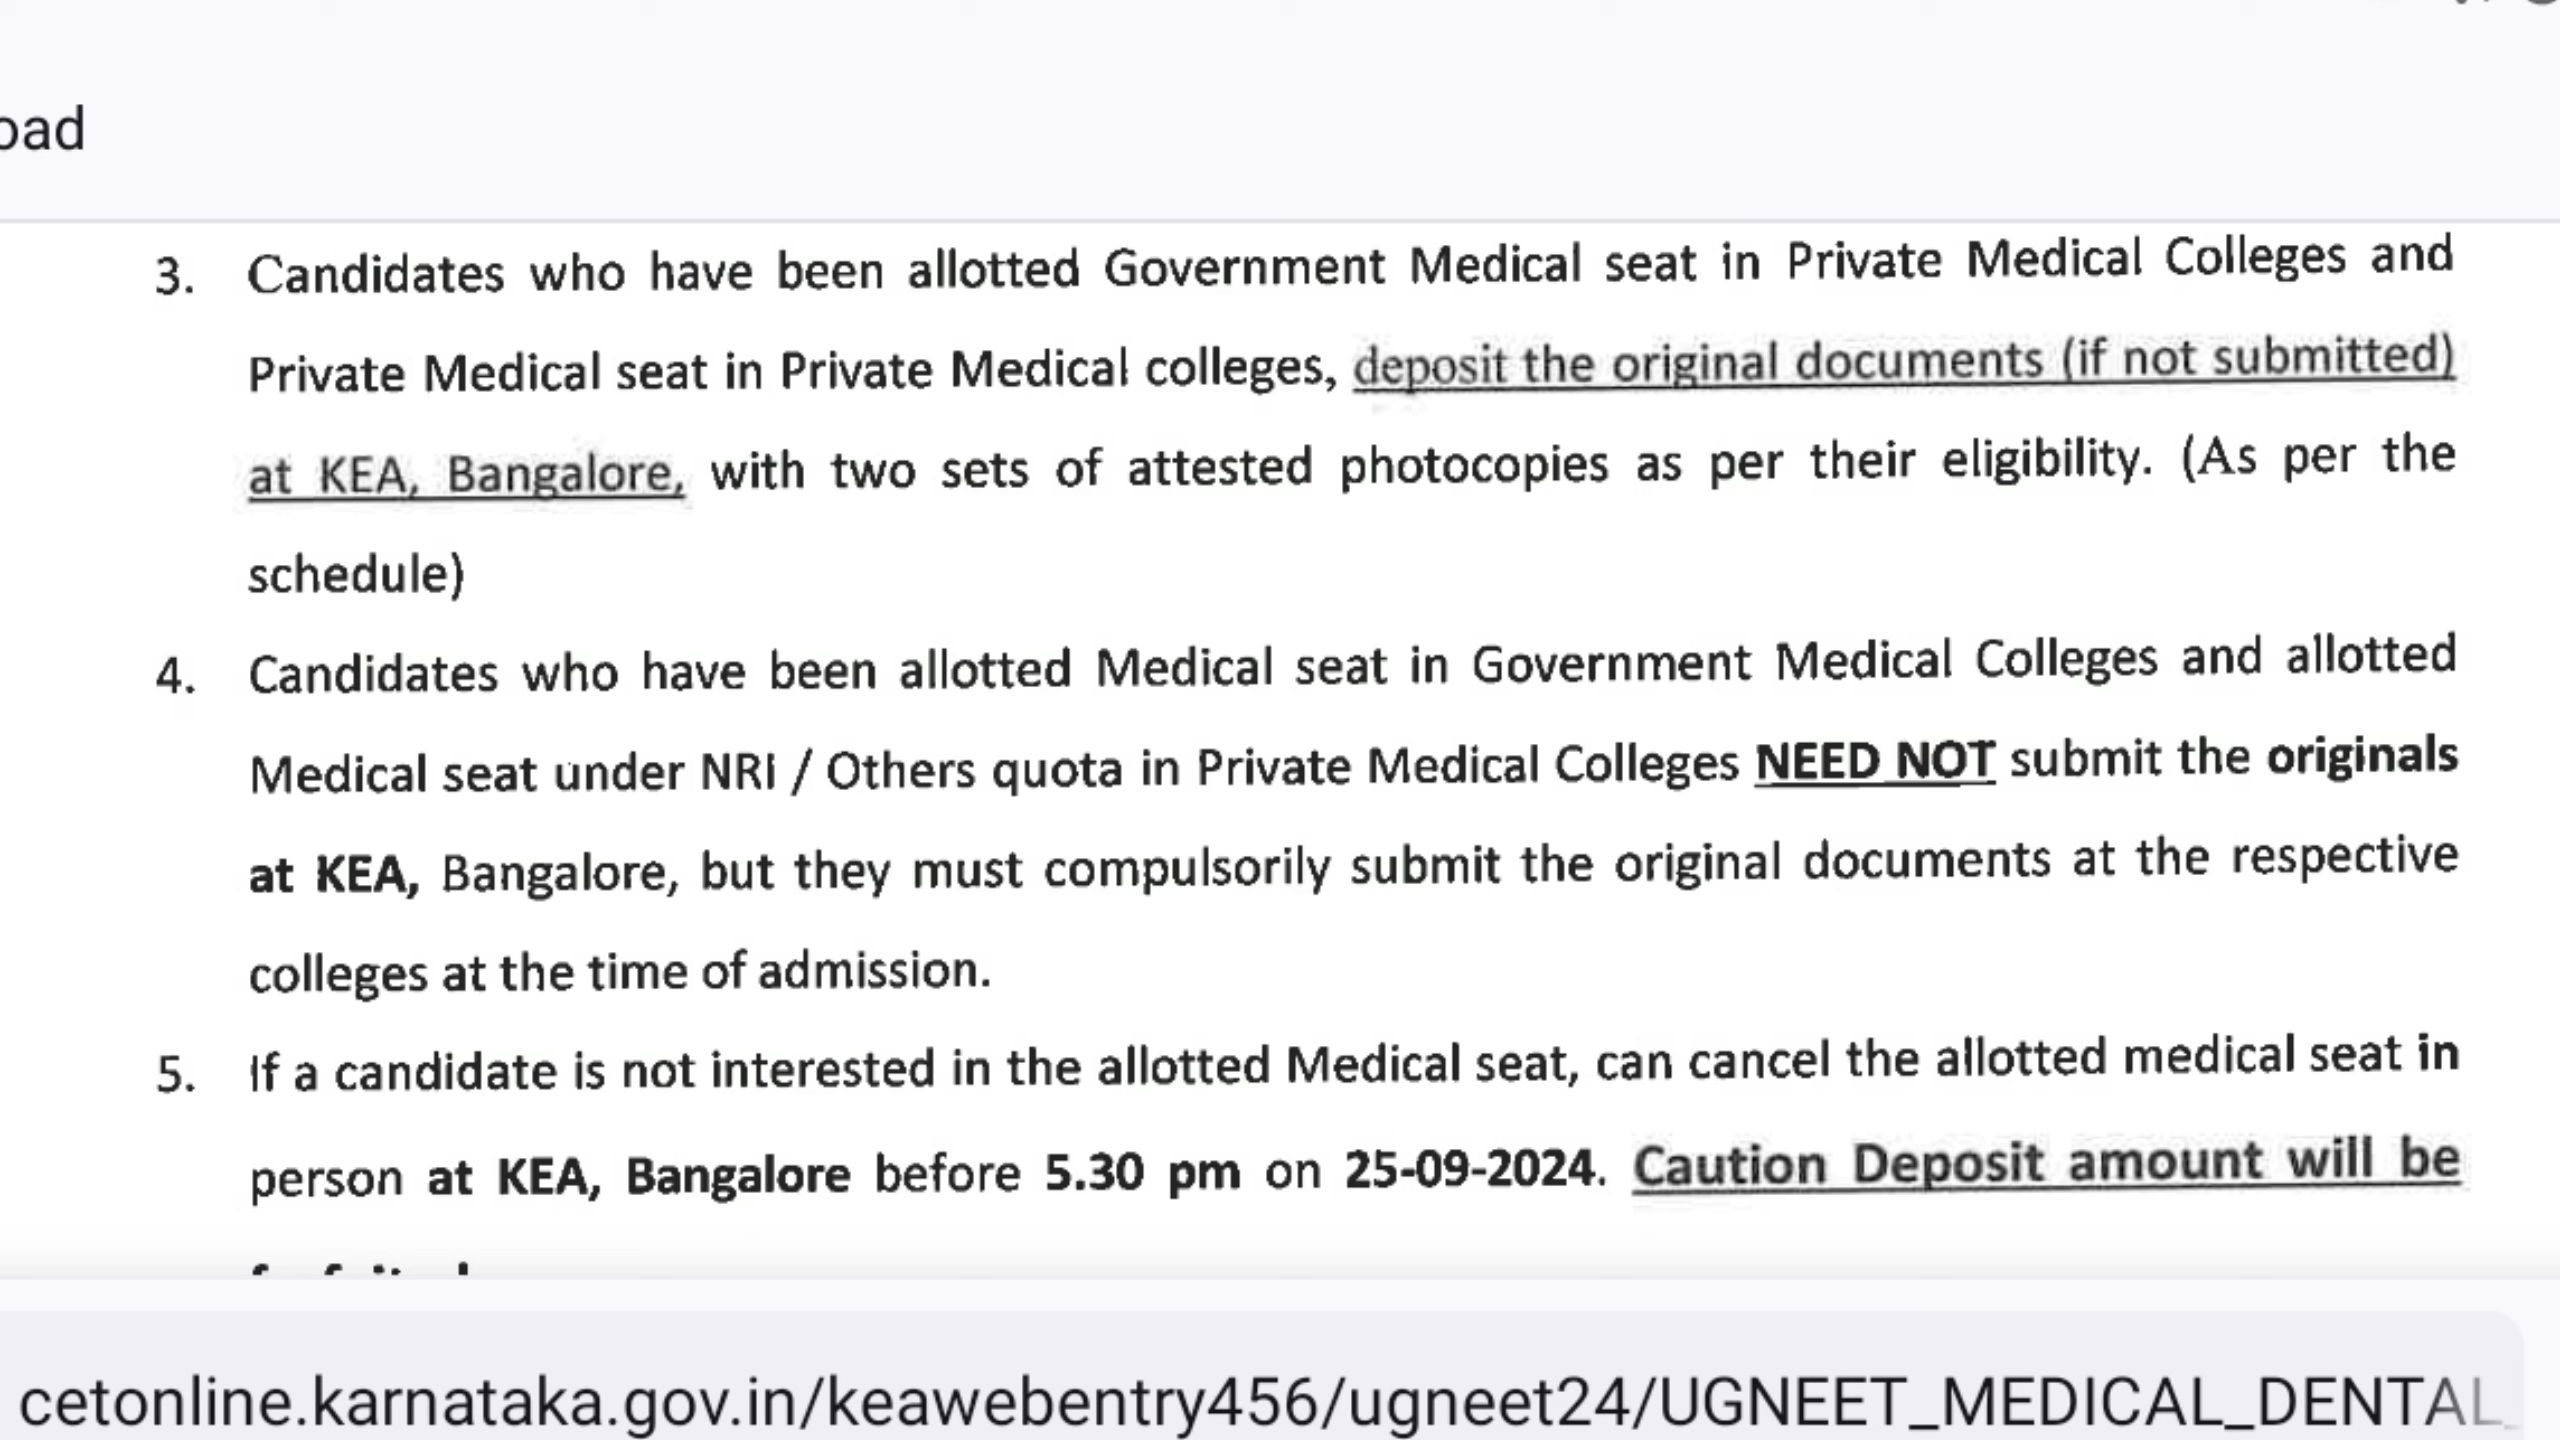 3. Candidates who have been allotted Government Medical seat in Private Medical Colleges and
Private Medical seat in Private Medical colleges, deposit the original documents (if not submitted)
at KEA, Bangalore, with two sets of attested photocopies as per their eligibility. (As per the
schedule)
4. Candidates who have been allotted Medical seat in Government Medical Colleges and allotted
Medical seat under NRI / Others quota in Private Medical Colleges NEED NOT submit the originals
at KEA, Bangalore, but they must compulsorily submit the original documents at the respective
colleges at the time of admission.
5. If a candidate is not interested in the allotted Medical seat, can cancel the allotted medical seat in
person at KEA, Bangalore before 5.30 pm on 25-09-2024. Caution Deposit amount will be
cetonline.karnataka.gov.in/keawebentry456/ugneet24/UGNEET_MEDICAL_DENTAL_